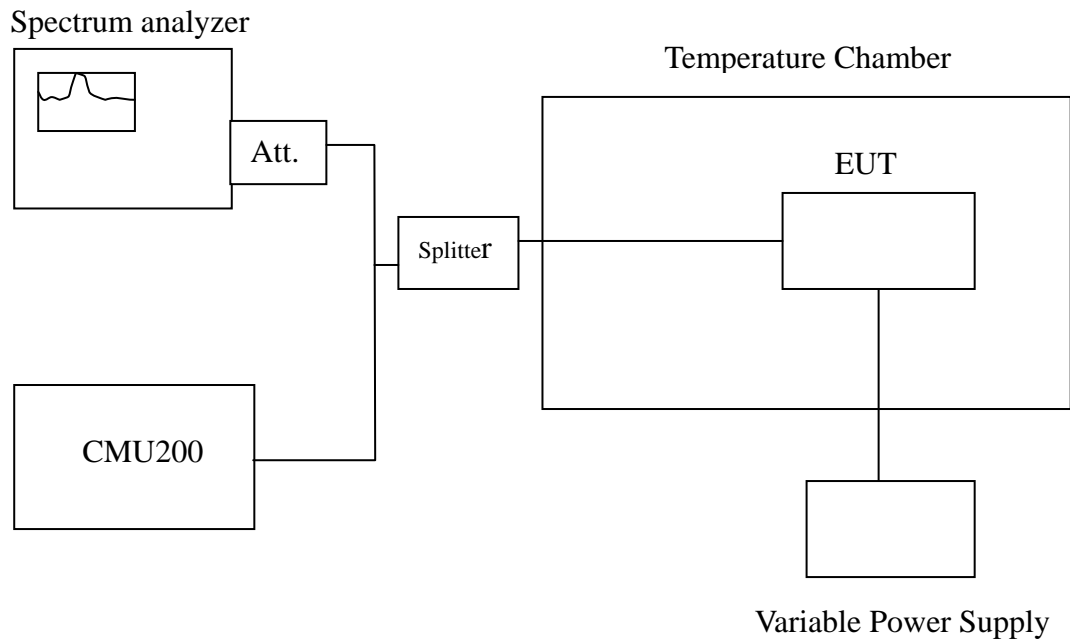 Spectrum analyzer
Temperature Chamber
Att.
EUT
Splitter
CMU200
Variable Power Supply